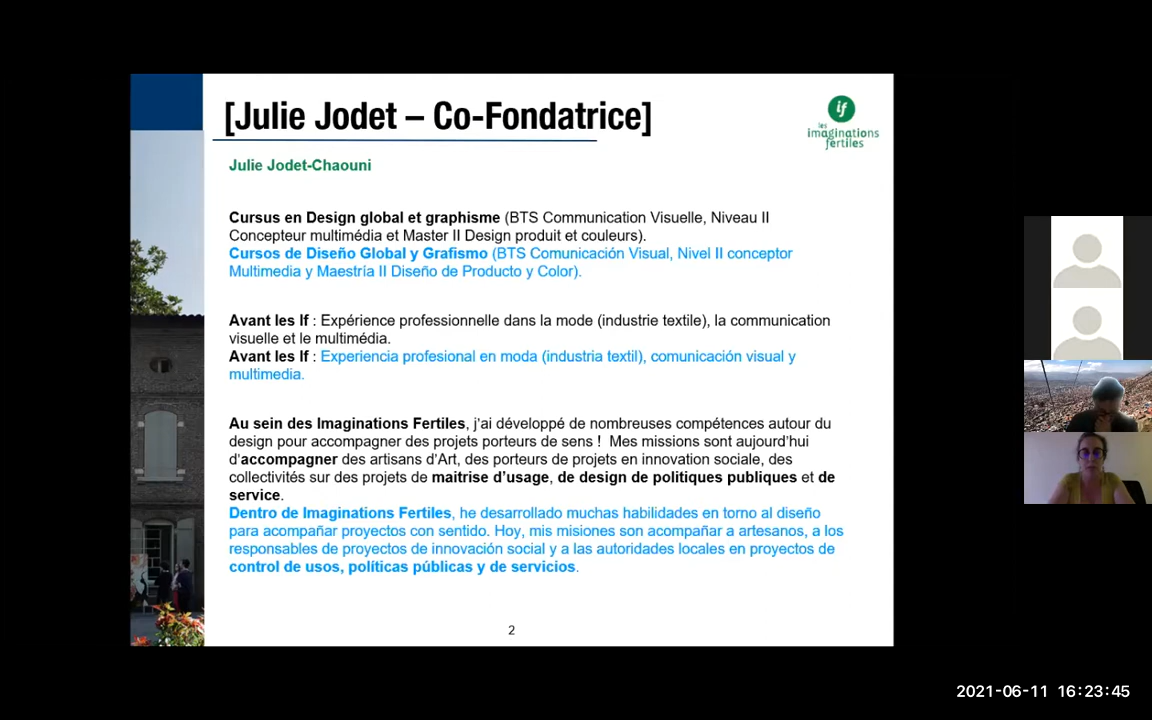 [Julie Jodet – Co-Fondatrice]
if
les
imaginations
fertiles
Julie Jodet-Chaouni
Cursus en Design global et graphisme (BTS Communication Visuelle, Niveau II
Concepteur multimédia et Master II Design produit et couleurs).
Cursos de Diseño Global y Grafismo (BTS Comunicación Visual, Nivel II conceptor
Multimedia y Maestría II Diseño de Producto y Color).
Avant les If : Expérience professionnelle dans la mode (industrie textile), la communication
visuelle et le multimédia.
Avant les If : Experiencia profesional en moda (industria textil), comunicación visual y
multimedia.
Au sein des Imaginations Fertiles, j'ai développé de nombreuses compétences autour du
design pour accompagner des projets porteurs de sens ! Mes missions sont aujourd'hui
d'accompagner des artisans d'Art, des porteurs de projets en innovation sociale, des
collectivités sur des projets de maitrise d'usage, de design de politiques publiques et de
service.
Dentro de Imaginations Fertiles, he desarrollado muchas habilidades en torno al diseño
para acompañar proyectos con sentido. Hoy, mis misiones son acompañar a artesanos, a los
responsables de proyectos de innovación social y a las autoridades locales en proyectos de
control de usos, políticas públicas y de servicios.
2
2021-06-11 16:23:45